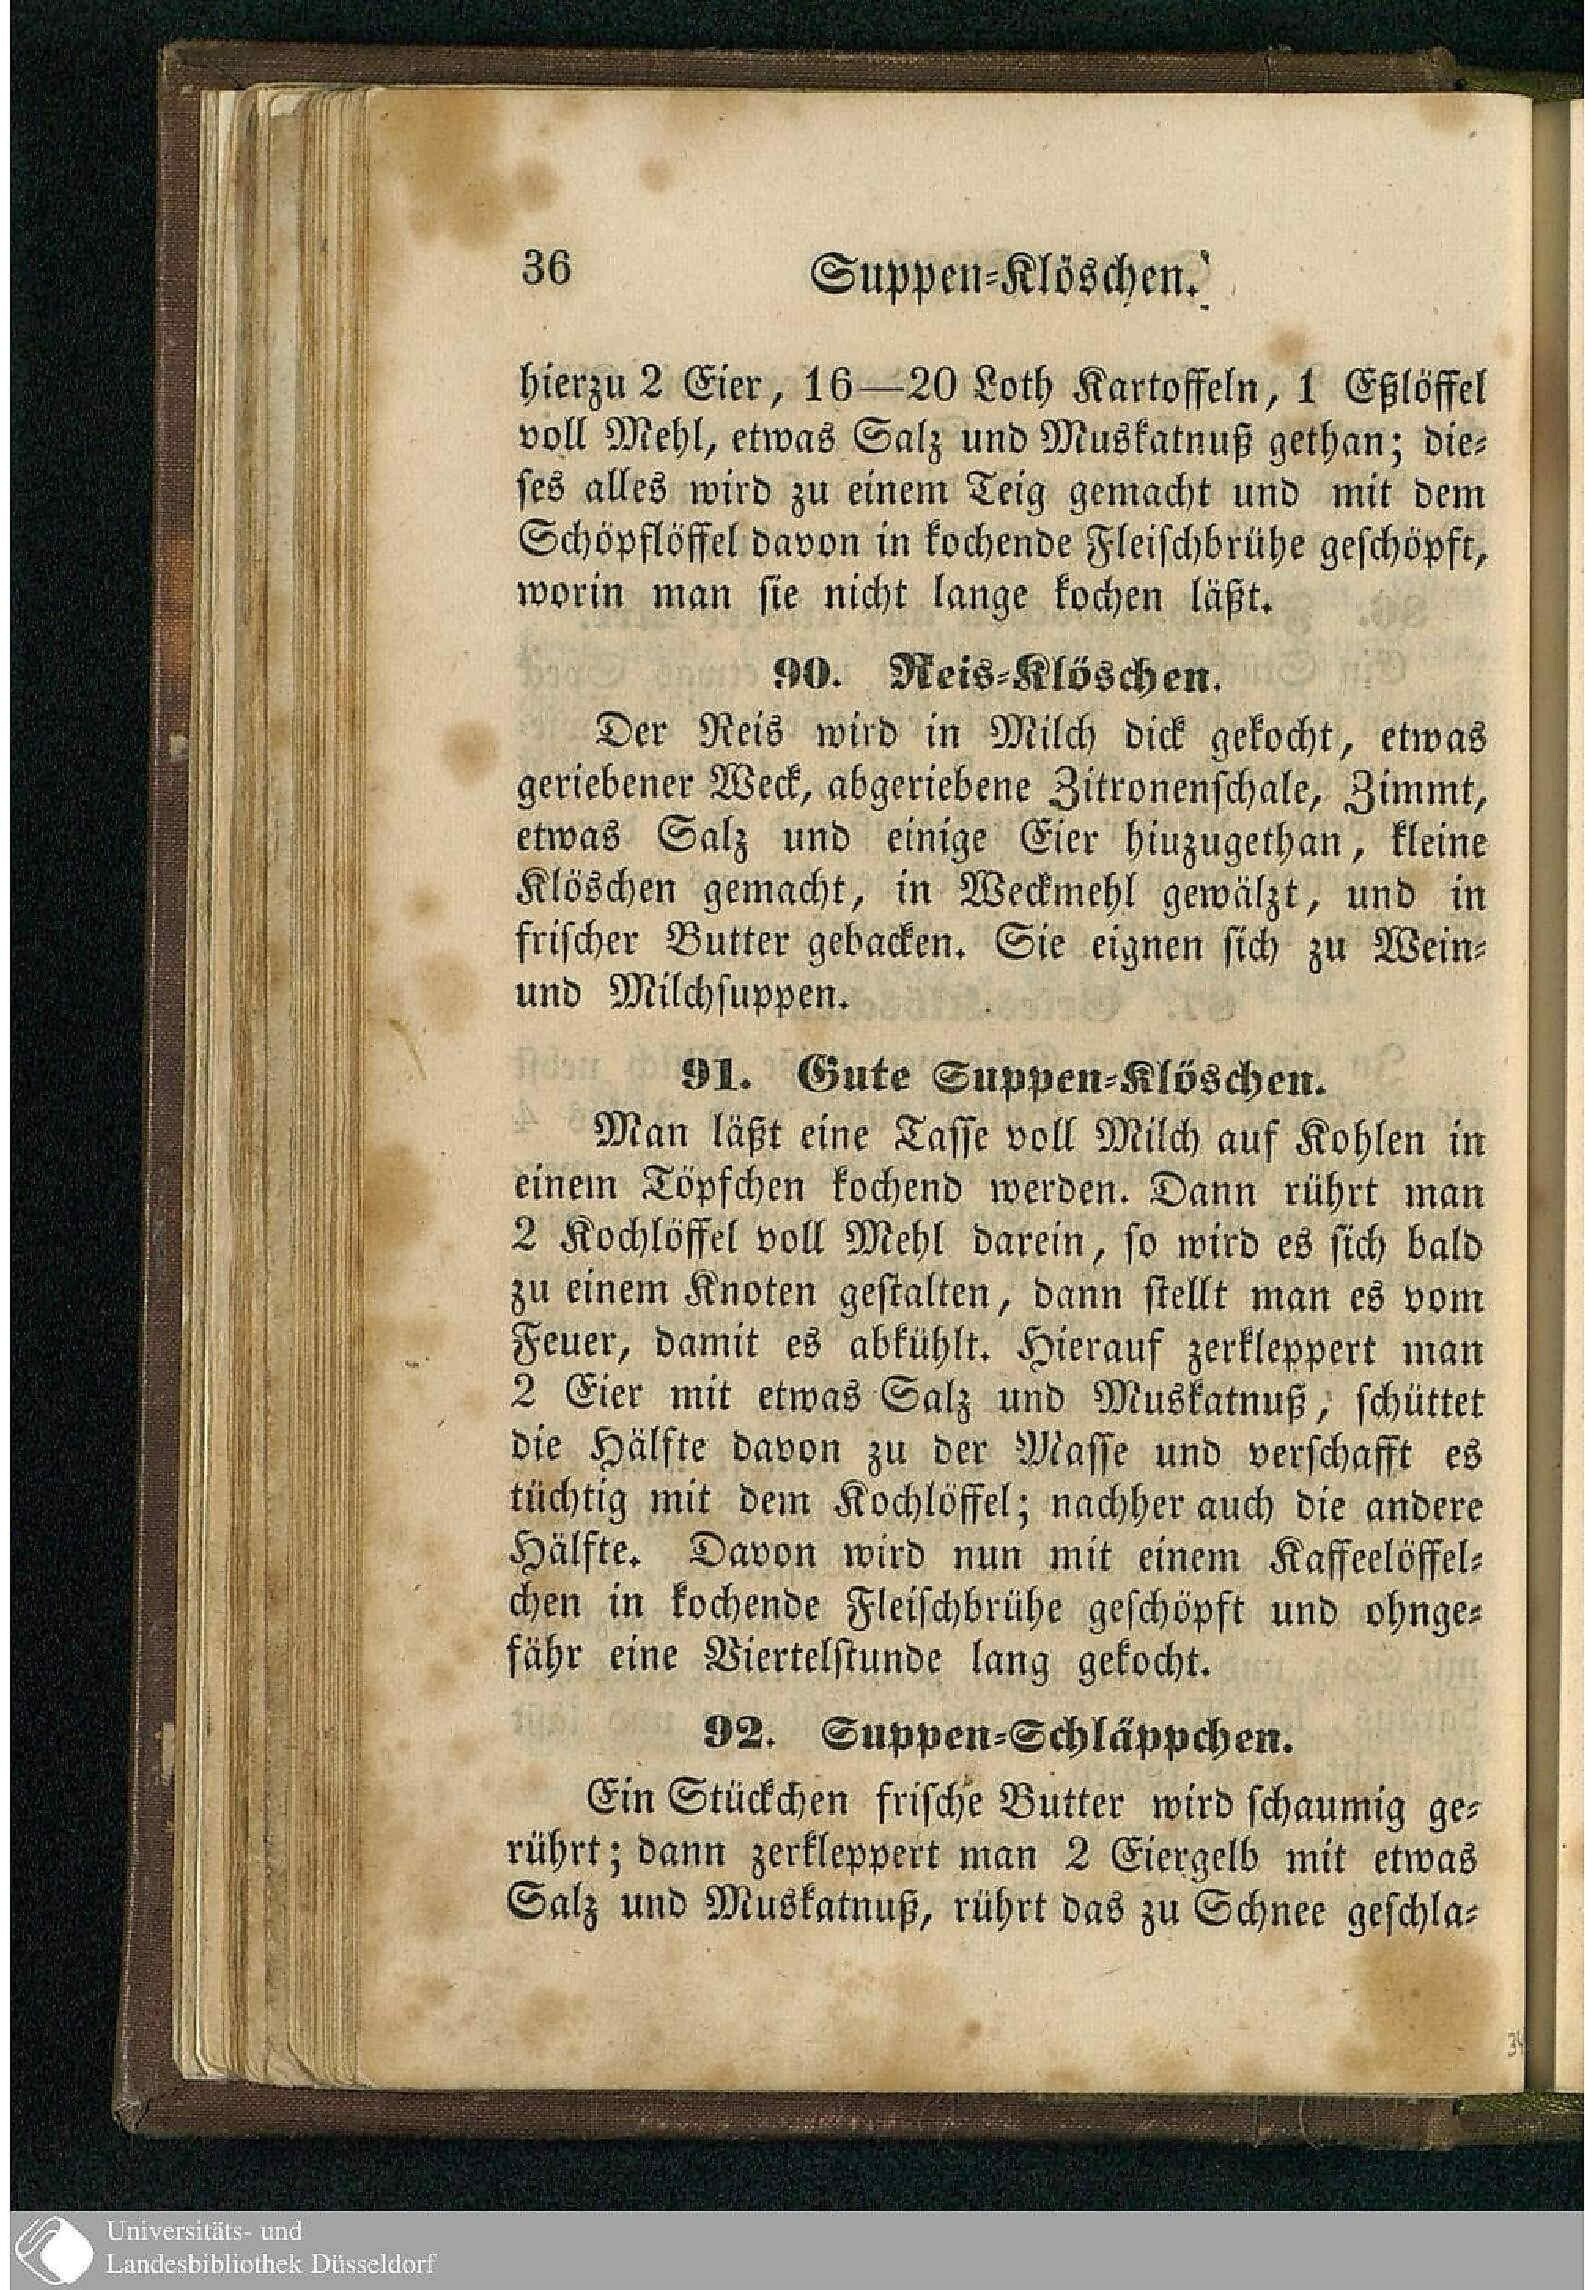 36 Suppen-Klöschen.
hierzu 2 Eier, 16—20 Loth Kartoffeln, 1 Eßlöffel
voll Mehl, etwas Salz und Muskatnuß gethan; die-
ses alles wird zu einem Teig gemacht und mit dem
Schöpflöffel davon in kochende Fleischbrühe geschöpft,
worin man sie nicht lange kochen läßt.
90. Reis-Klöschen.
Der Reis wird in Milch dick gekocht, etwas
geriebener Weck, abgeriebene Zitronenschale, Zimmt,
etwas Salz und einige Eier hiuzugethan, kleine
Klöschen gemacht, in Weckmehl gewälzt, und in
frischer Butter gebacken. Sie eignen sich zu Wein-
und Milchsuppen.
91. Gute Suppen-Klöschen.
Man läßt eine Tasse voll Milch auf Kohlen in
einem Töpfchen kochend werden. Dann rührt man
2 Kochlöffel voll Mehl darein, so wird es sich bald
zu einem Knoten gestalten, dann stellt man es vom
Feuer, damit es abkühlt. Hierauf zerkleppert man
2 Eier mit etwas Salz und Muskatnuß, schüttet
die Hälfte davon zu der Masse und verschafft es
tüchtig mit dem Kochlöffel; nachher auch die andere
Hälfte. Davon wird nun mit einem Kaffeelöffel-
chen in kochende Fleischbrühe geschöpft und ohnge-
fähr eine Viertelstunde lang gekocht.
92. Suppen-Schläppchen.
Ein Stückchen frische Butter wird schaumig ge-
rührt; dann zerkleppert man 2 Eiergelb mit etwas
Salz und Muskatnuß, rührt das zu Schnee geschla-
Universitäts- und
Landesbibliothek Düsseldorf